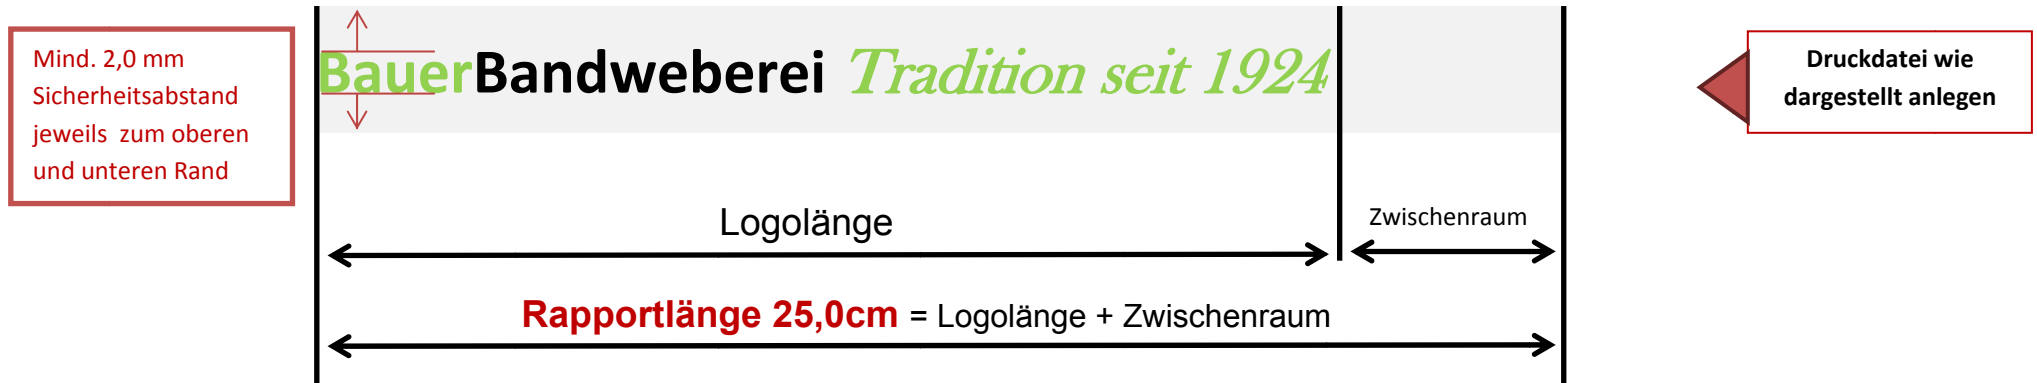 Mind. 2,0 mm
Sicherheitsabstand
jeweils zum oberen
und unteren Rand
BauerBandweberei Tradition seit 1924
Druckdatei wie
dargestellt anlegen
Logolänge
Zwischenraum
Rapportlänge 25,0cm = Logolänge + Zwischenraum